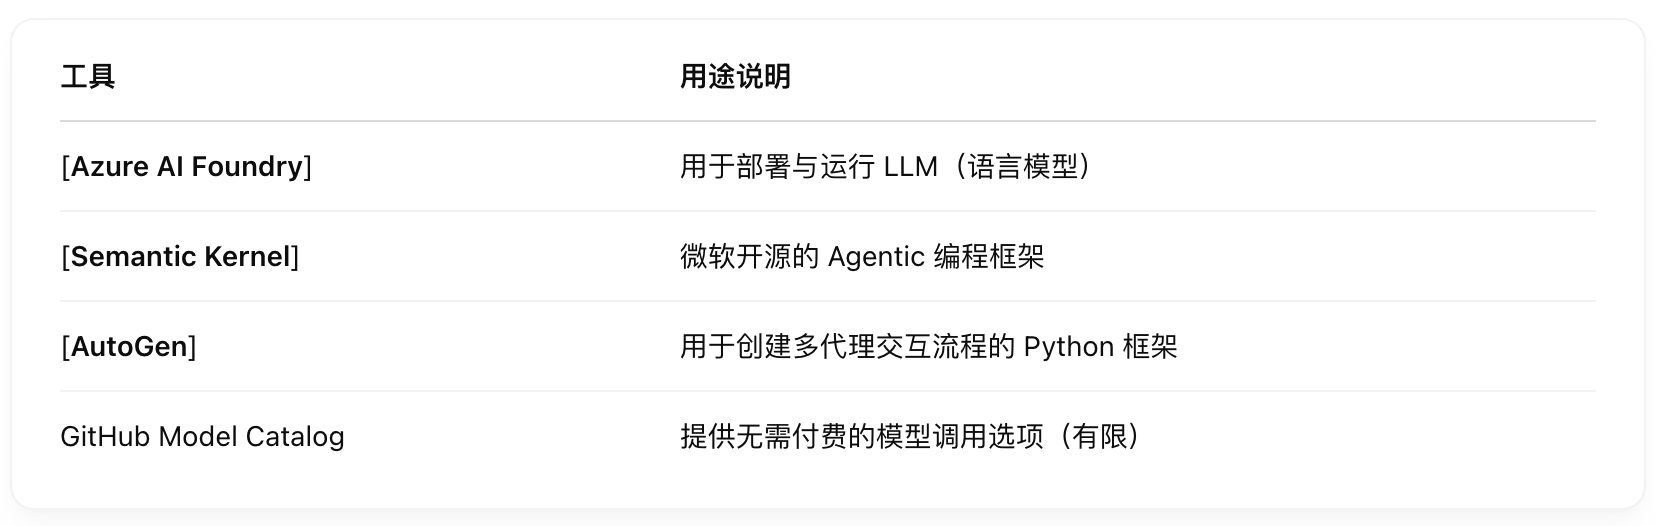 工具 用途说明
[Azure AI Foundry] 用于部署与运行 LLM（语言模型）
[Semantic Kernel] 微软开源的 Agentic 编程框架
[AutoGen] 用于创建多代理交互流程的 Python 框架
GitHub Model Catalog 提供无需付费的模型调用选项（有限）